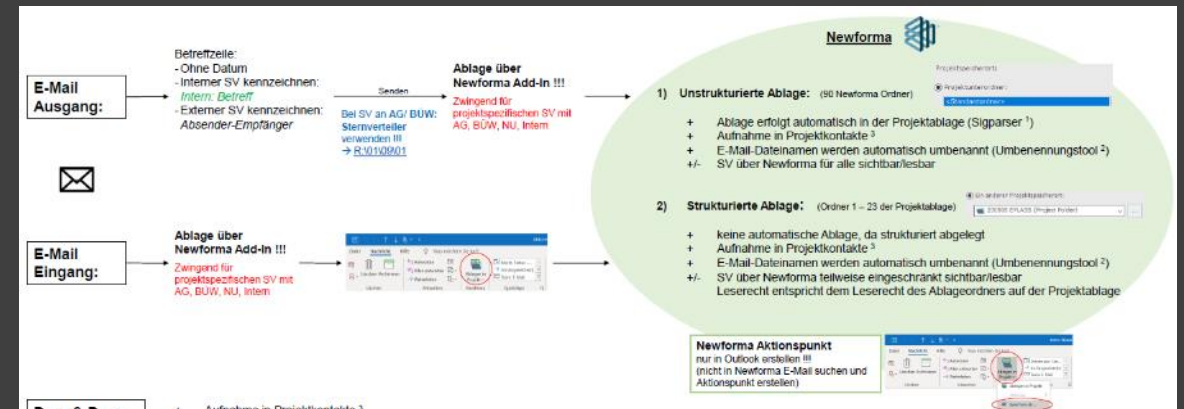 E-Mail
Ausgang:
Betreffzeile:
- Ohne Datum
- Interner SV kennzeichnen:
Intern: Betreff
- Externer SV kennzeichnen:
Absender-Empfänger
Senden
Bei SV an AG/ BÜW:
Sternverteiler
verwenden !!!
→ R:\01\09\01
Ablage über
Newforma Add-In !!!
Zwingend für
projektspezifischen SV mit
AG, BÜW, NU, Intern
Newforma
Projektspeicherort:
Projektunterordner:
<Standardordner>
1) Unstrukturierte Ablage: (90 Newforma Ordner)
+ Ablage erfolgt automatisch in der Projektablage (Sigparser 1)
+ Aufnahme in Projektkontakte 3
+ E-Mail-Dateinamen werden automatisch umbenannt (Umbenennungstool 2)
+/- SV über Newforma für alle sichtbar/lesbar
2) Strukturierte Ablage: (Ordner 1 – 23 der Projektablage)
+ keine automatische Ablage, da strukturiert abgelegt
+ Aufnahme in Projektkontakte 3
+ E-Mail-Dateinamen werden automatisch umbenannt (Umbenennungstool 2)
+/- SV über Newforma teilweise eingeschränkt sichtbar/lesbar
Leserecht entspricht dem Leserecht des Ablageordners auf der Projektablage
E-Mail
Eingang:
Ablage über
Newforma Add-In !!!
Zwingend für
projektspezifischen SV mit
AG, BÜW, NU, Intern
Newforma Aktionspunkt
nur in Outlook erstellen !!!
(nicht in Newforma E-Mail suchen und
Aktionspunkt erstellen)
Aufnahme in Projektkontakte 3